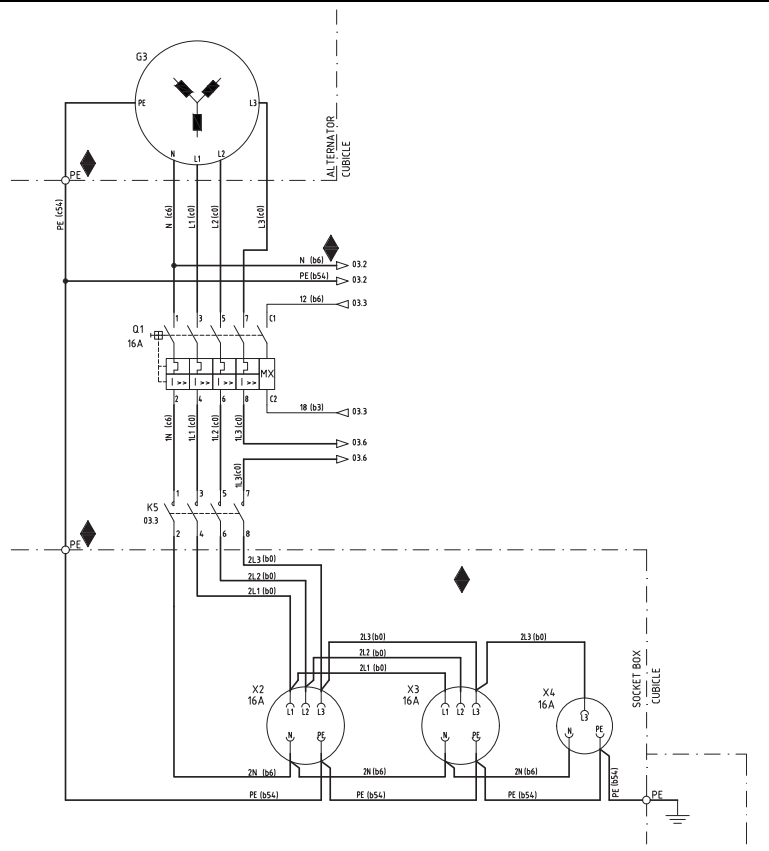 G3
PE
L3
N
L1
L2
ALTERNATOR
CUBICLE
PE
PE (c54)
N (c6)
L1 (c0)
L2 (c0)
L3 (c0)
N (b6)
03.2
PE (b54)
03.2
12 (b6)
03.3
1
3
5
7
C1
Q1
16A
MX
I >>
I >>
I >>
I >>
2
4
6
8
C2
18 (b3)
03.3
1N (c6)
1L1 (c0)
1L2 (c0)
1L3 (c0)
03.6
03.6
1L3(c0)
1
3
5
7
K5
03.3
2
4
6
8
PE
2L3 (b0)
2L2 (b0)
2L1 (b0)
2L3 (b0)
2L3 (b0)
2L2 (b0)
2L1 (b0)
SOCKET BOX
CUBICLE
X2
16A
X3
16A
X4
16A
L1
L2
L3
L1
L2
L3
L3
N
PE
N
PE
N
PE
2N (b6)
2N (b6)
2N (b6)
PE (b54)
PE (b54)
PE (b54)
PE (b54)
PE